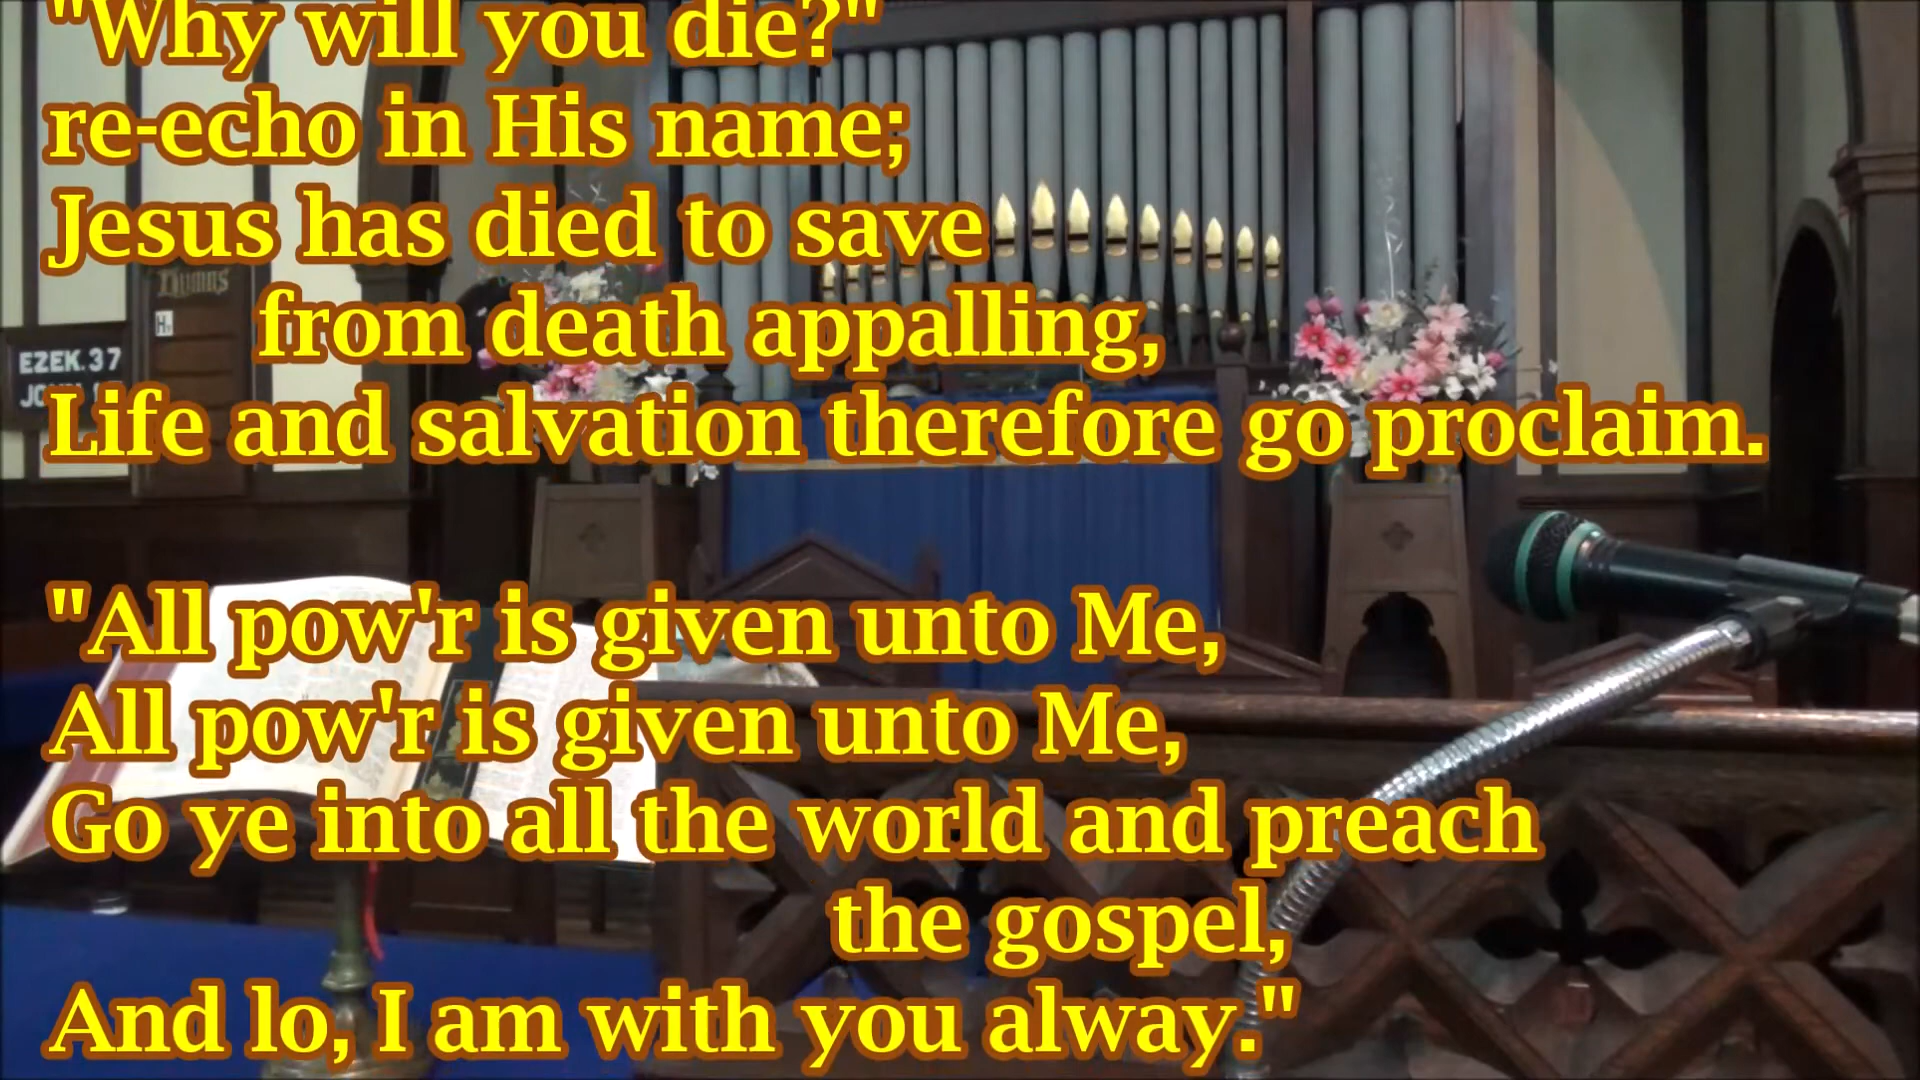 "Why will you die?"
re-echo in His name;
Jesus has died to save
from death appalling,
Life and salvation therefore go proclaim.
"All pow'r is given unto Me,
All pow'r is given unto Me,
Go ye into all the world and preach
the gospel,
And lo, I am with you alway."
Hymns
EZEK. 37